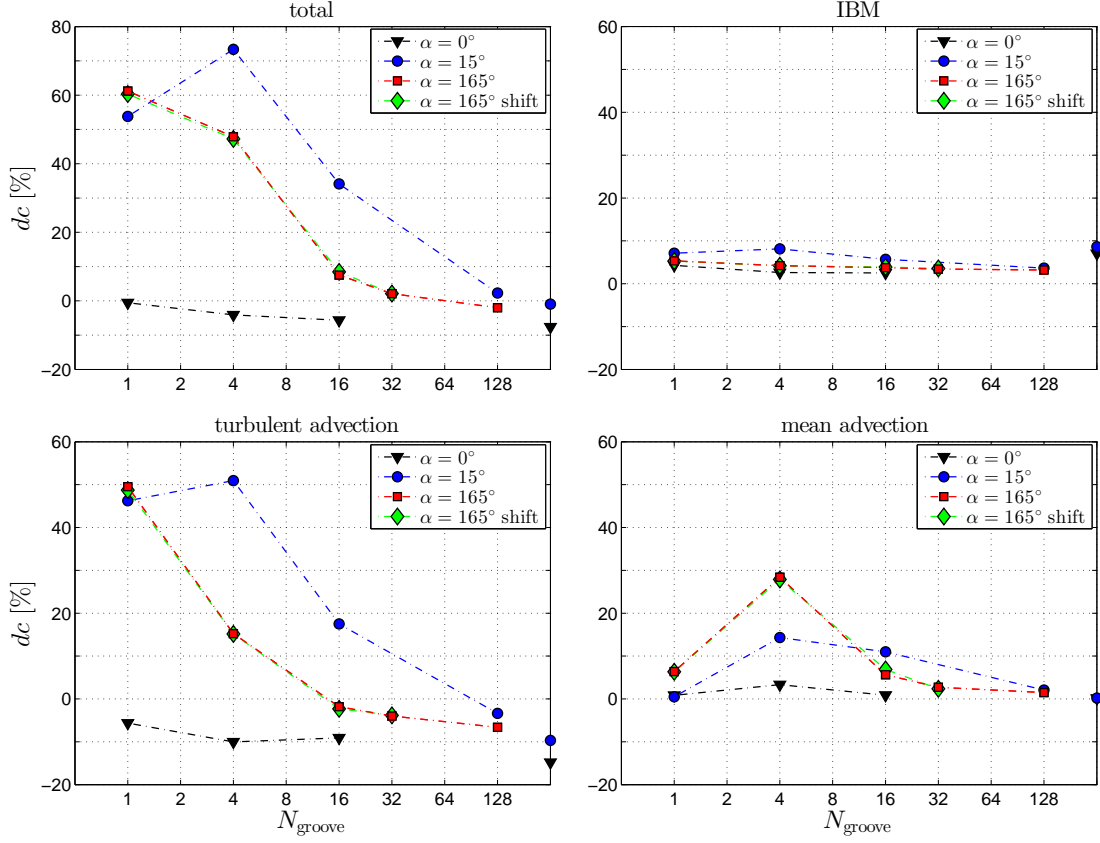 total
80
60
40
20
0
−20
dc [%]
1 2 4 8 16 32 64 128
α = 0°
α = 15°
α = 165°
α = 165° shift
IBM
60
40
20
0
−20
1 2 4 8 16 32 64 128
α = 0°
α = 15°
α = 165°
α = 165° shift
turbulent advection
60
40
20
0
−20
dc [%]
1 2 4 8 16 32 64 128
N_groove
α = 0°
α = 15°
α = 165°
α = 165° shift
mean advection
60
40
20
0
−20
1 2 4 8 16 32 64 128
N_groove
α = 0°
α = 15°
α = 165°
α = 165° shift